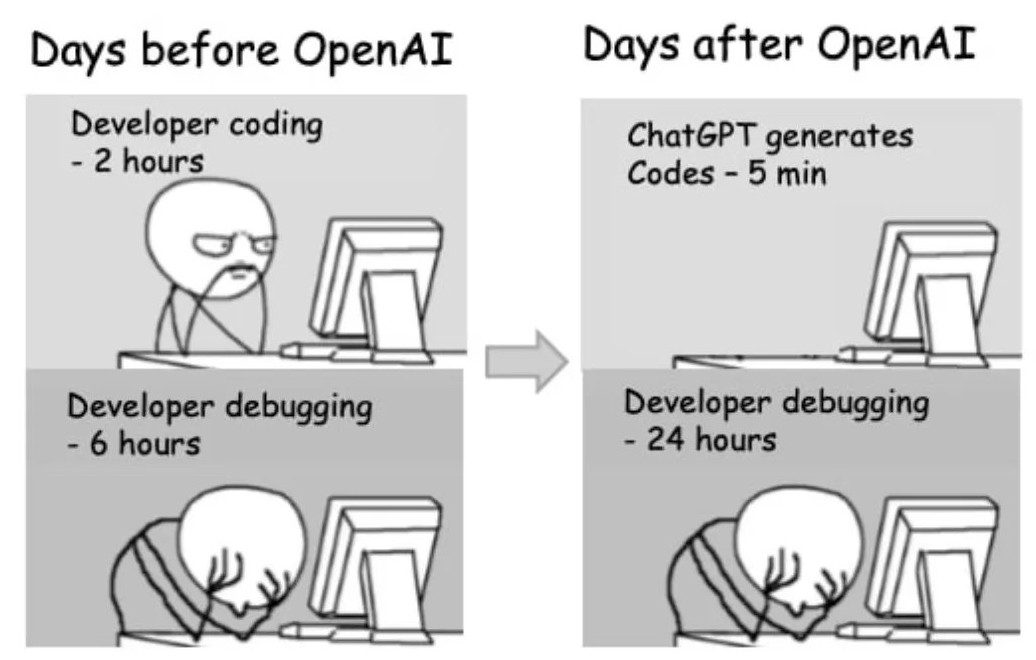 Days before OpenAI
Days after OpenAI
Developer coding
- 2 hours
ChatGPT generates
Codes - 5 min
Developer debugging
- 6 hours
Developer debugging
- 24 hours